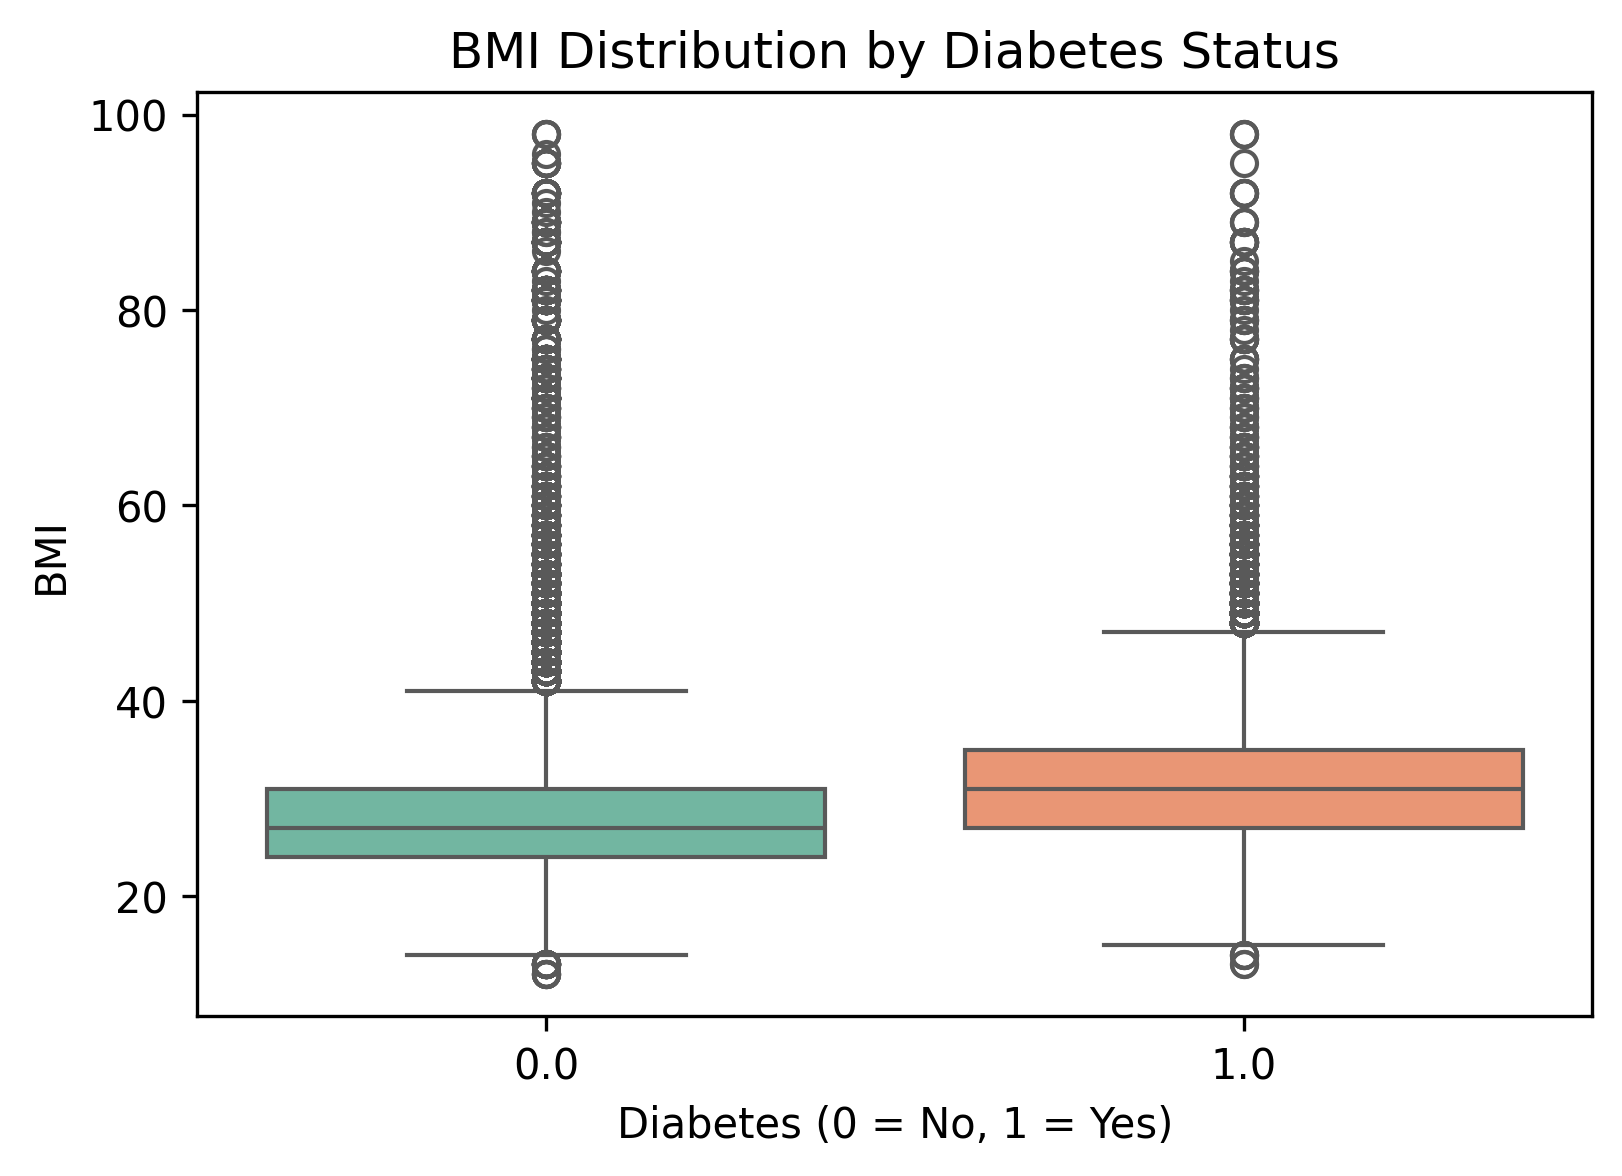 BMI Distribution by Diabetes Status
100
80
60
40
20
BMI
0.0
1.0
Diabetes (0 = No, 1 = Yes)